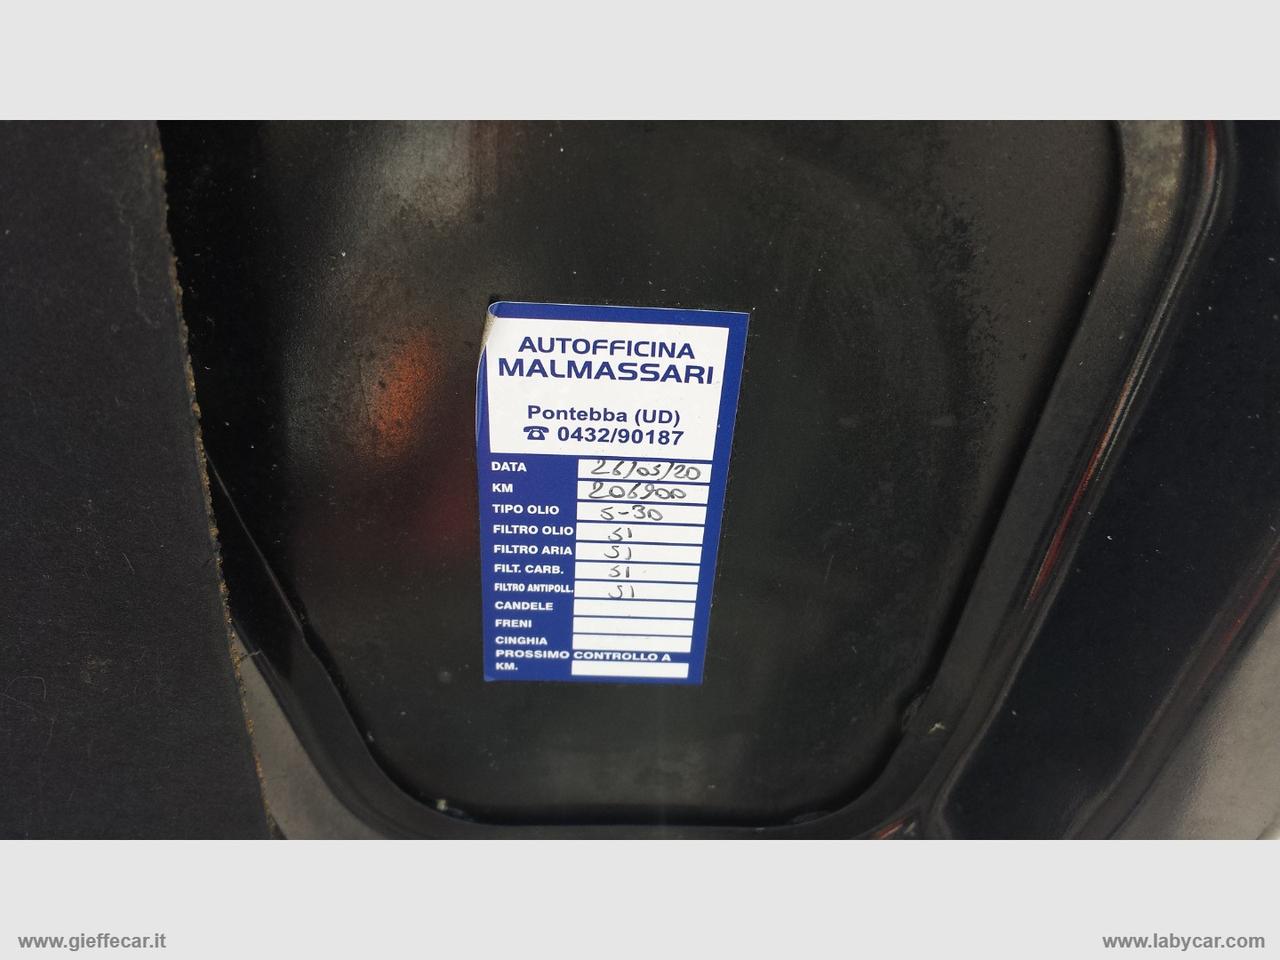 AUTOFFICINA
MALMASSARI
Pontebba (UD)
☎ 0432/90187
DATA 26/05/20
KM 206900
TIPO OLIO 5-30
FILTRO OLIO SI
FILTRO ARIA SI
FILT. CARB. SI
FILTRO ANTIPOLL. SI
CANDELE
FRENI
CINGHIA
PROSSIMO CONTROLLO A
KM.
www.gieffecar.it
www.labycar.com